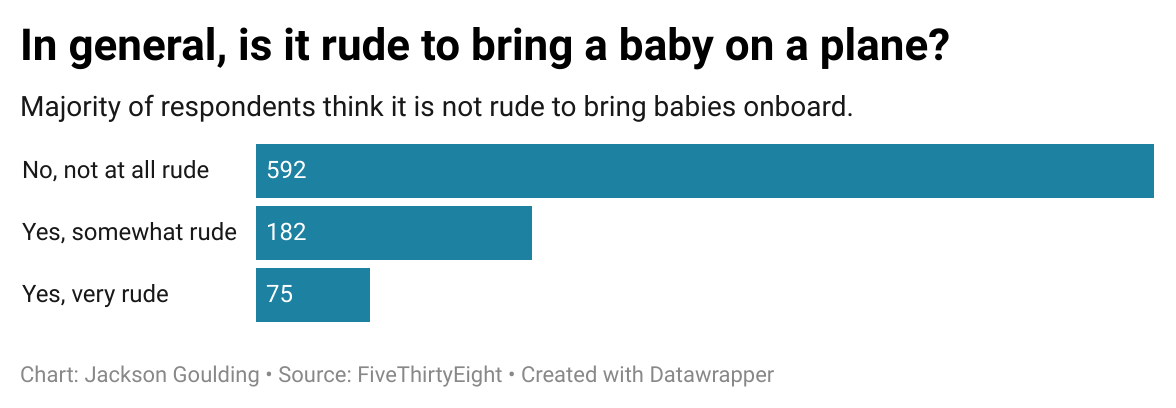 In general, is it rude to bring a baby on a plane?
Majority of respondents think it is not rude to bring babies onboard.
No, not at all rude 592
Yes, somewhat rude 182
Yes, very rude 75
Chart: Jackson Goulding • Source: FiveThirtyEight • Created with Datawrapper